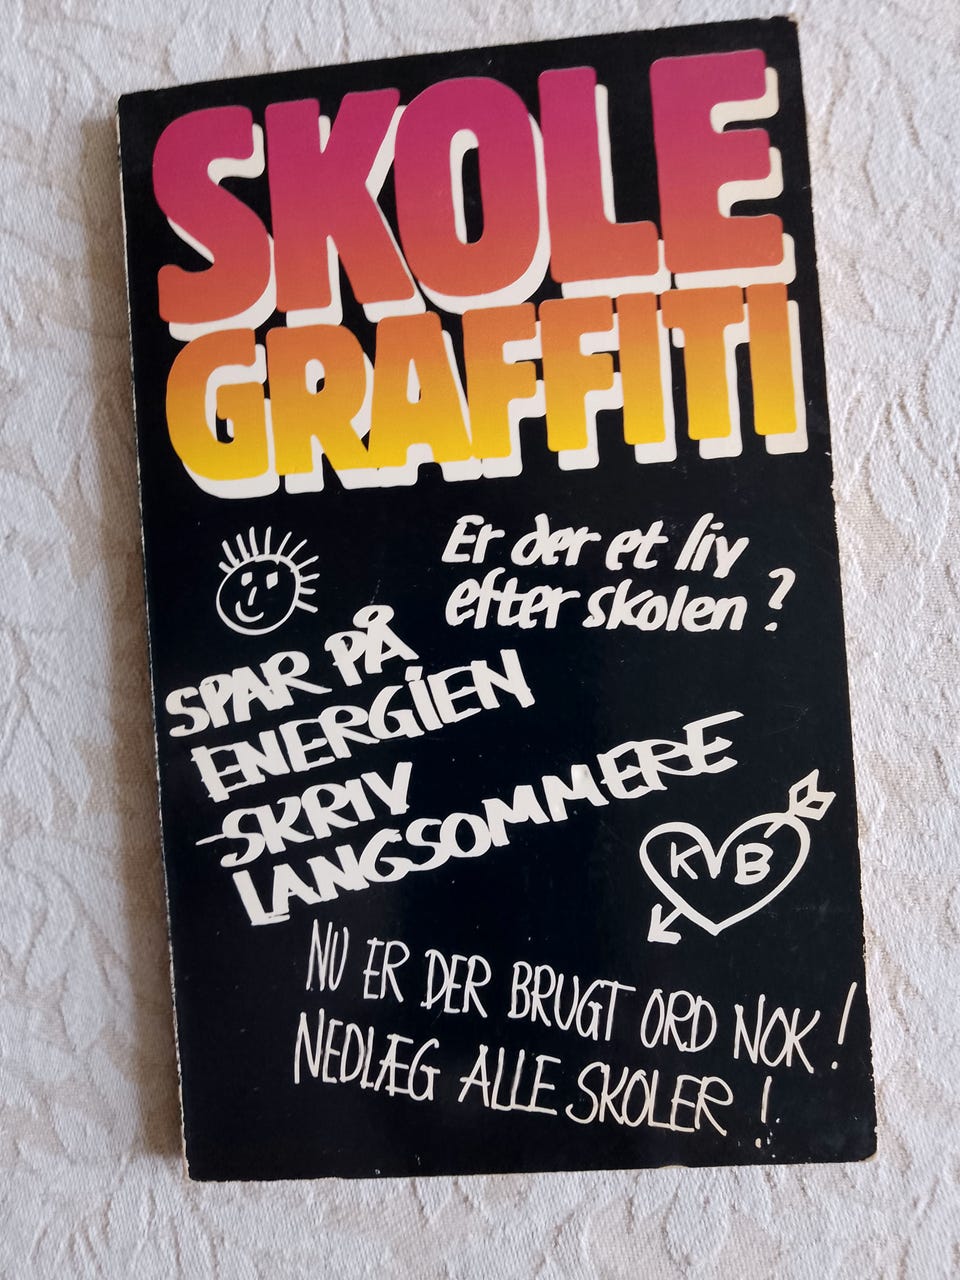 SKOLE
GRAFFITI
Er der et liv
efter skolen?
SPAR PÅ
ENERGIEN
-SKRIV
LANGSOMMERE
K B
NU ER DER BRUGT ORD NOK!
NEDLÆG ALLE SKOLER!